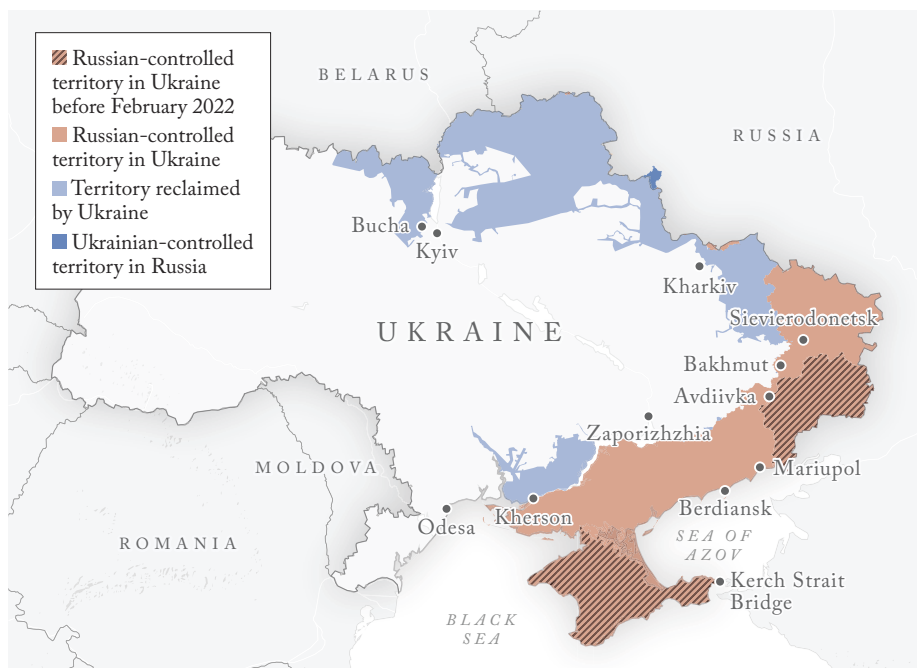 Russian-controlled
territory in Ukraine
before February 2022
Russian-controlled
territory in Ukraine
Territory reclaimed
by Ukraine
Ukrainian-controlled
territory in Russia
BELARUS
RUSSIA
Bucha
Kyiv
Kharkiv
UKRAINE
Sievierodonetsk
Bakhmut
Avdiivka
Zaporizhzhia
MOLDOVA
Mariupol
Kherson
Berdiansk
Odesa
ROMANIA
SEA OF
AZOV
Kerch Strait
Bridge
BLACK
SEA